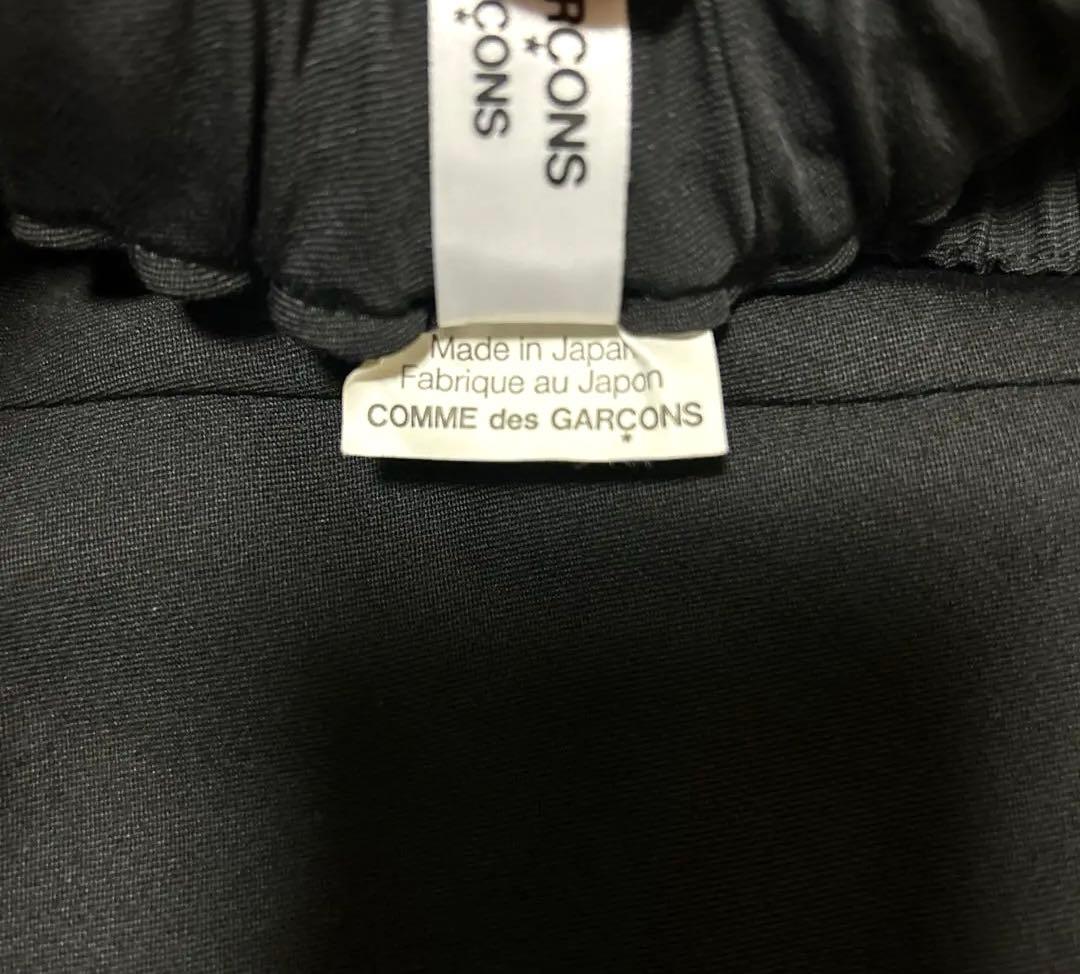 ÇONS
RÇONS
Made in Japan
Fabrique au Japon
COMME des GARÇONS